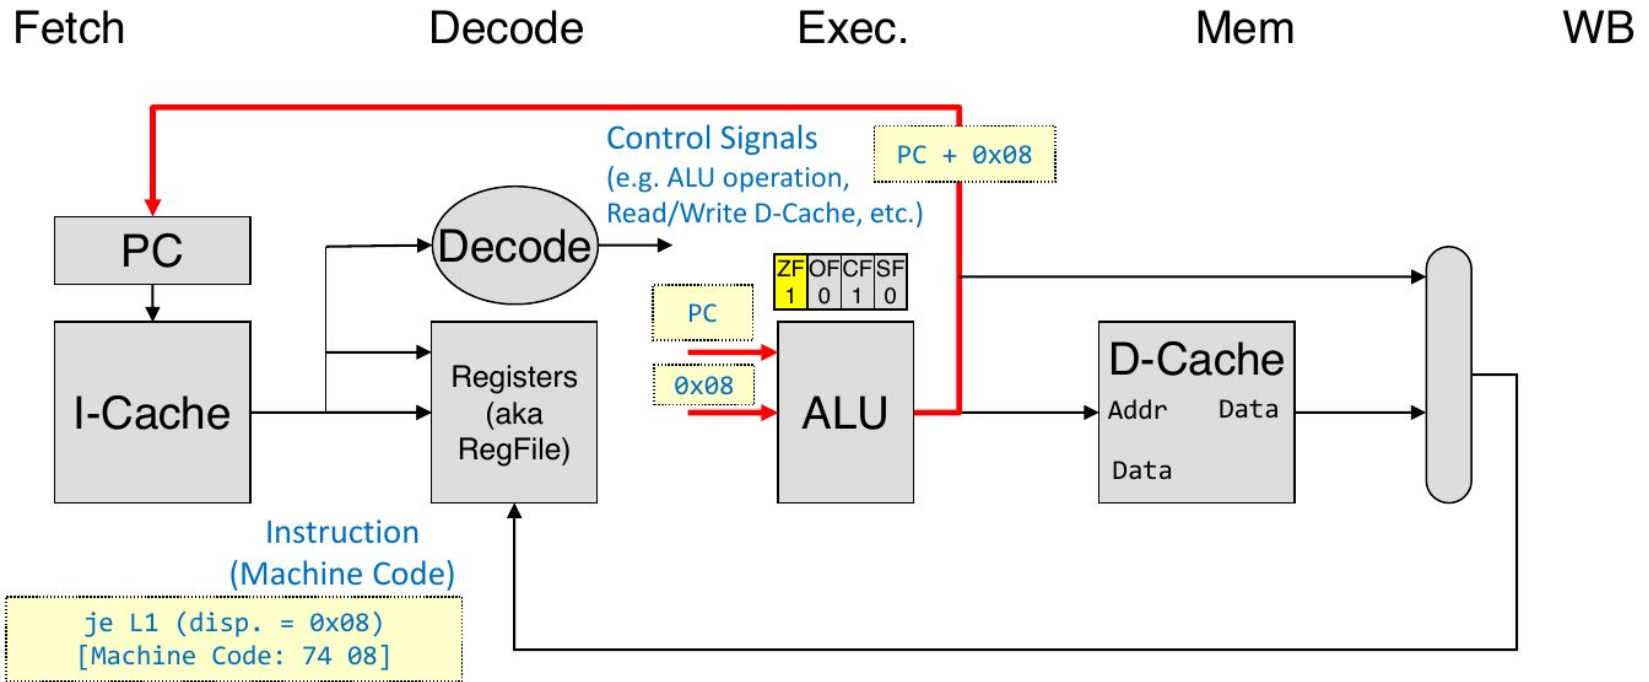 Fetch
Decode
Exec.
Mem
WB
Control Signals
(e.g. ALU operation,
Read/Write D-Cache, etc.)
PC + 0x08
PC
Decode
ZF OF CF SF
1 0 1 0
PC
0x08
I-Cache
Registers
(aka
RegFile)
ALU
D-Cache
Addr Data
Data
Instruction
(Machine Code)
je L1 (disp. = 0x08)
[Machine Code: 74 08]